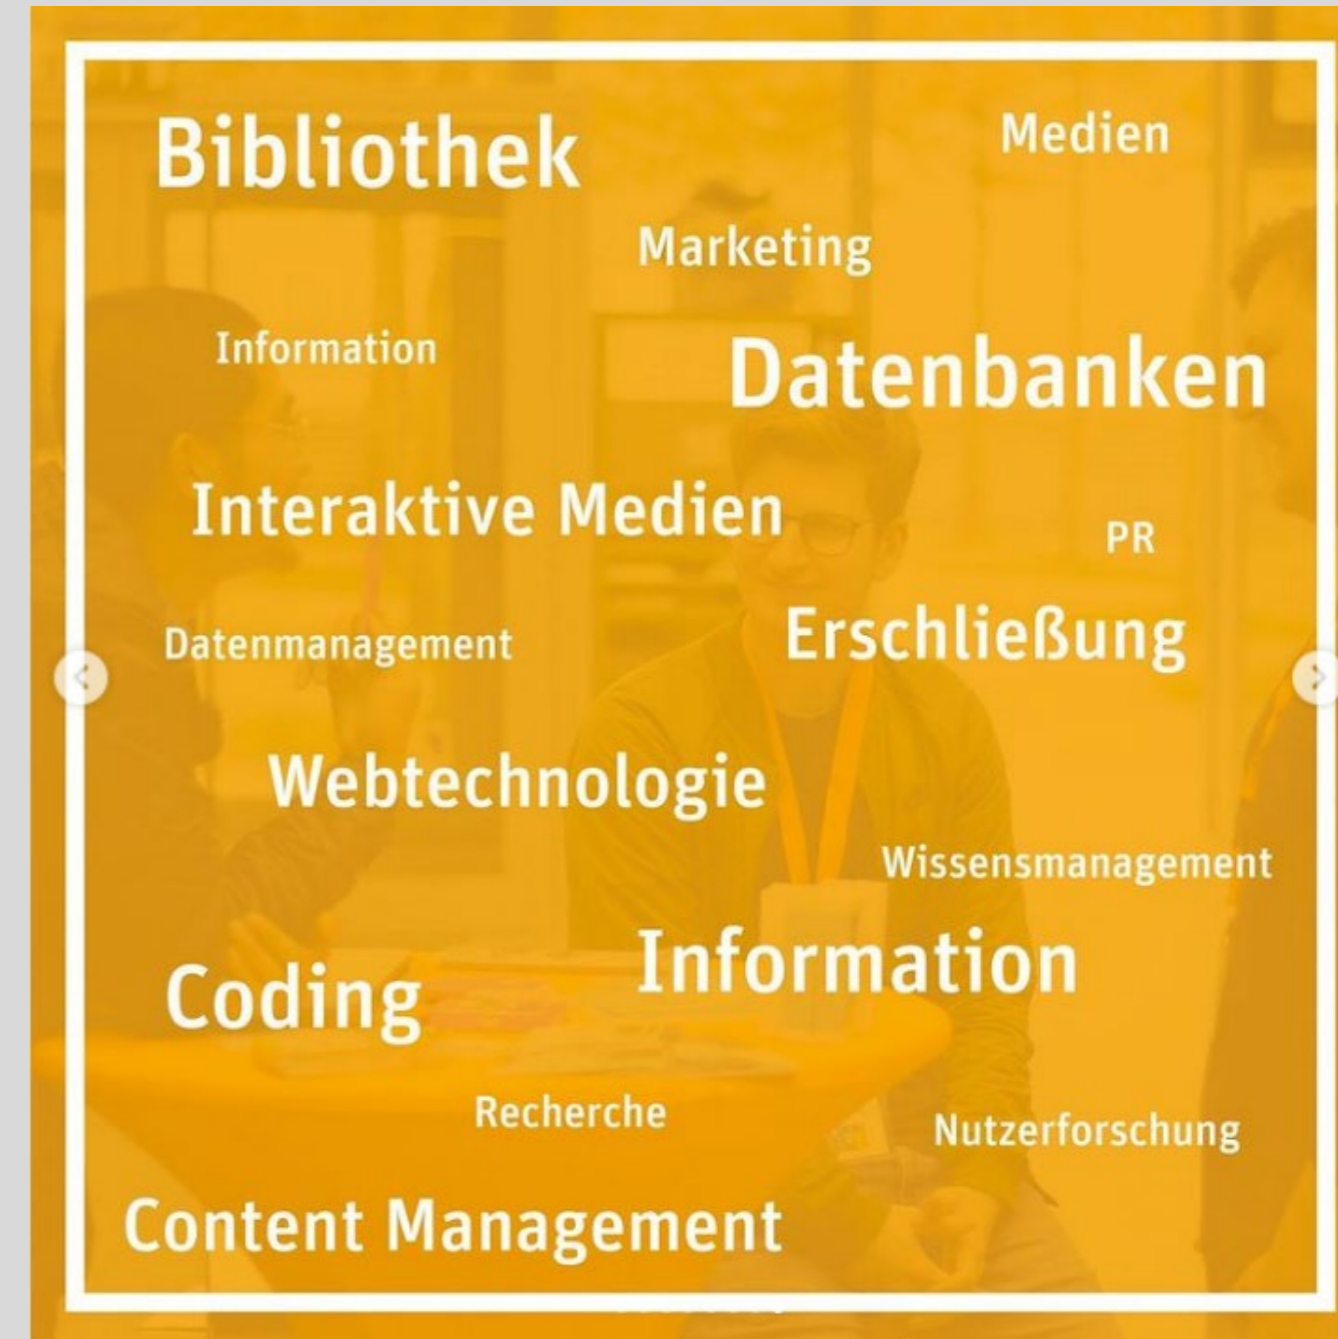 Bibliothek
Medien
Marketing
Information
Datenbanken
Interaktive Medien
PR
Erschließung
Datenmanagement
Webtechnologie
Wissensmanagement
Information
Coding
Recherche
Nutzerforschung
Content Management